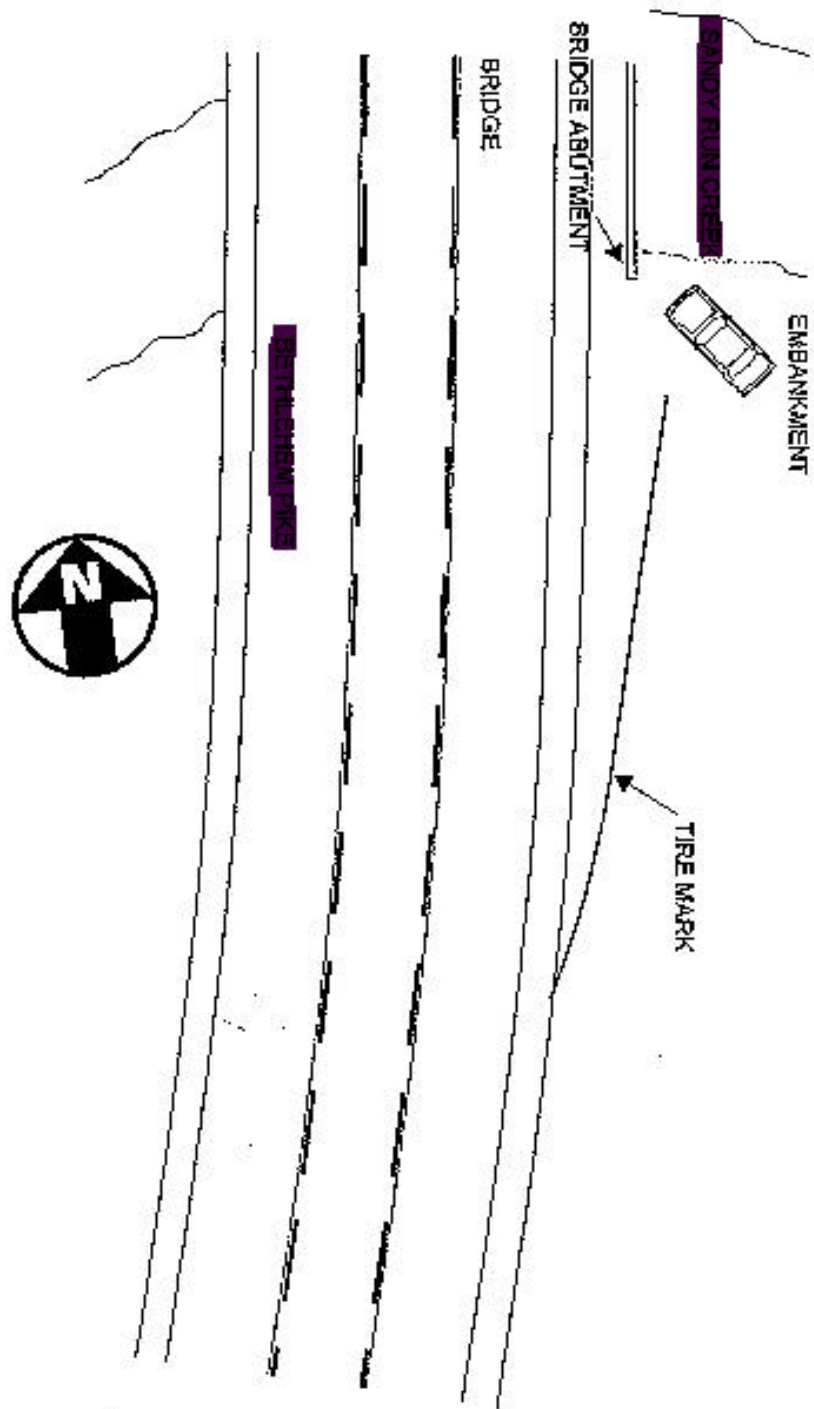 SANDY RUN CREEK
BRIDGE ABUTMENT
BRIDGE
EMBANKMENT
BETHLEHEM PIKE
N
TIRE MARK